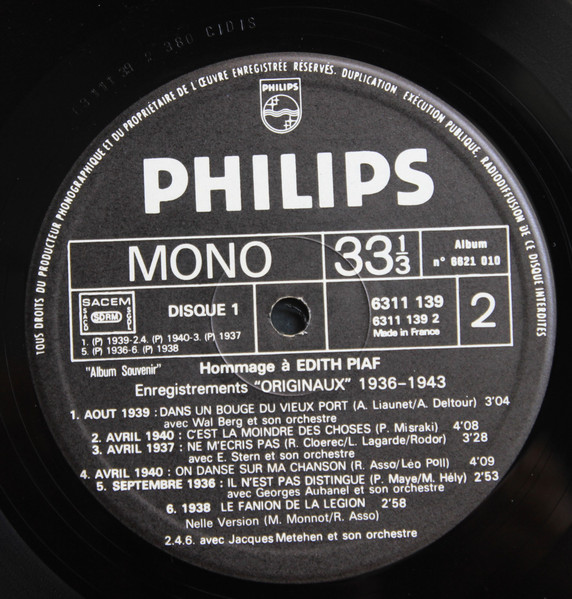 TOUS DROITS DU PRODUCTEUR PHONOGRAPHIQUE ET DU PROPRIÉTAIRE DE L'ŒUVRE ENREGISTRÉE RÉSERVÉS. DUPLICATION EXÉCUTION PUBLIQUE, RADIODIFFUSION DE CE DISQUE INTERDITES
PHILIPS
PHILIPS
MONO
33 1/3
Album
n° 6621 010
SACEM
SACD SDRM SGDL
DISQUE 1
1. (P) 1939-2.4. (P) 1940-3. (P) 1937
5. (P) 1936-6. (P) 1938
6311 139
6311 139 2
Made in France
2
"Album Souvenir"
Hommage à EDITH PIAF
Enregistrements "ORIGINAUX" 1936-1943
1. AOUT 1939 : DANS UN BOUGE DU VIEUX PORT (A. Liaunet/A. Deltour) 3'04
avec Wal Berg et son orchestre
2. AVRIL 1940 : C'EST LA MOINDRE DES CHOSES (P. Misraki) 4'08
3. AVRIL 1937 : NE M'ECRIS PAS (R. Cloerec/L. Lagarde/Rodor) 3'28
avec E. Stern et son orchestre
4. AVRIL 1940 : ON DANSE SUR MA CHANSON (R. Asso/Léo Poll) 4'09
5. SEPTEMBRE 1936 : IL N'EST PAS DISTINGUE (P. Maye/M. Hély) 2'53
avec Georges Aubanel et son orchestre
6. 1938 LE FANION DE LA LEGION 2'58
Nelle Version (M. Monnot/R. Asso)
2.4.6. avec Jacques Metehen et son orchestre